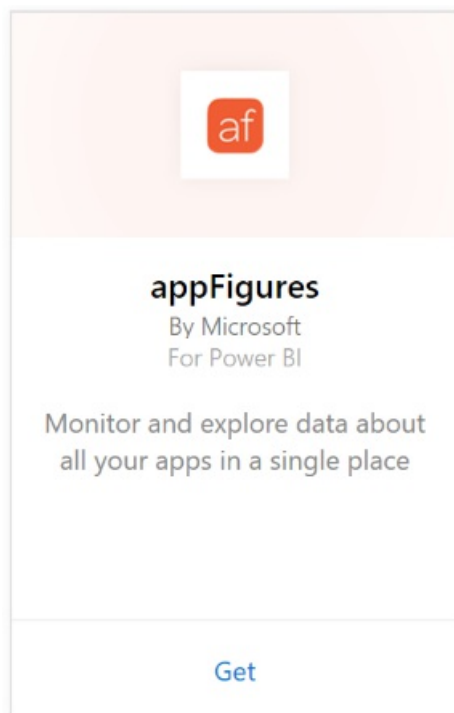 af
appFigures
By Microsoft
For Power BI
Monitor and explore data about
all your apps in a single place
Get